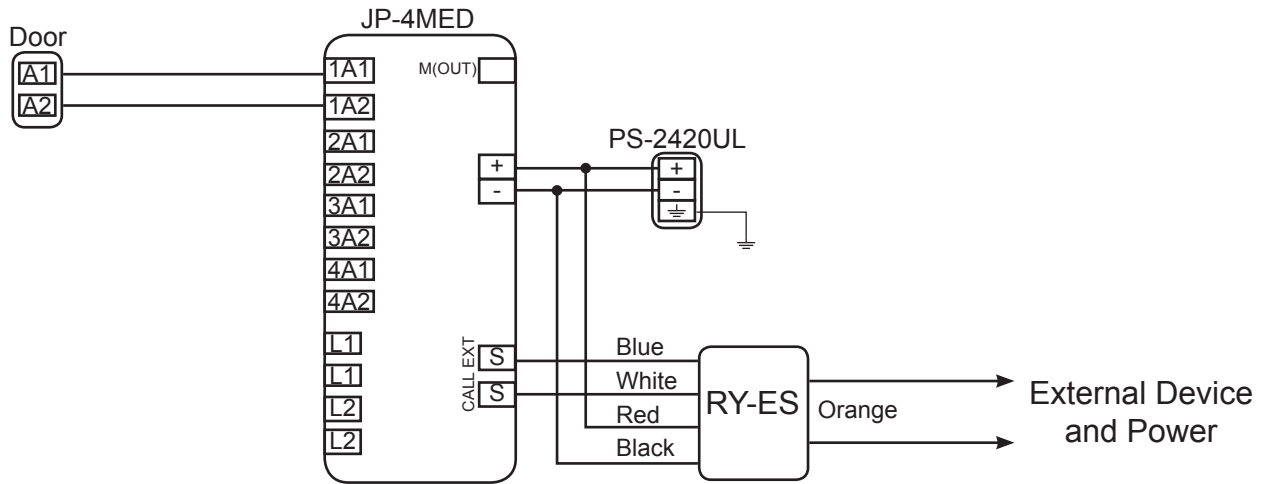 JP-4MED
Door
A1
A2
1A1
1A2
2A1
2A2
3A1
3A2
4A1
4A2
L1
L1
L2
L2
M(OUT)
+
-
CALL EXT
S
S
PS-2420UL
+
-
Blue
White
Red
Black
RY-ES
Orange
External Device
and Power